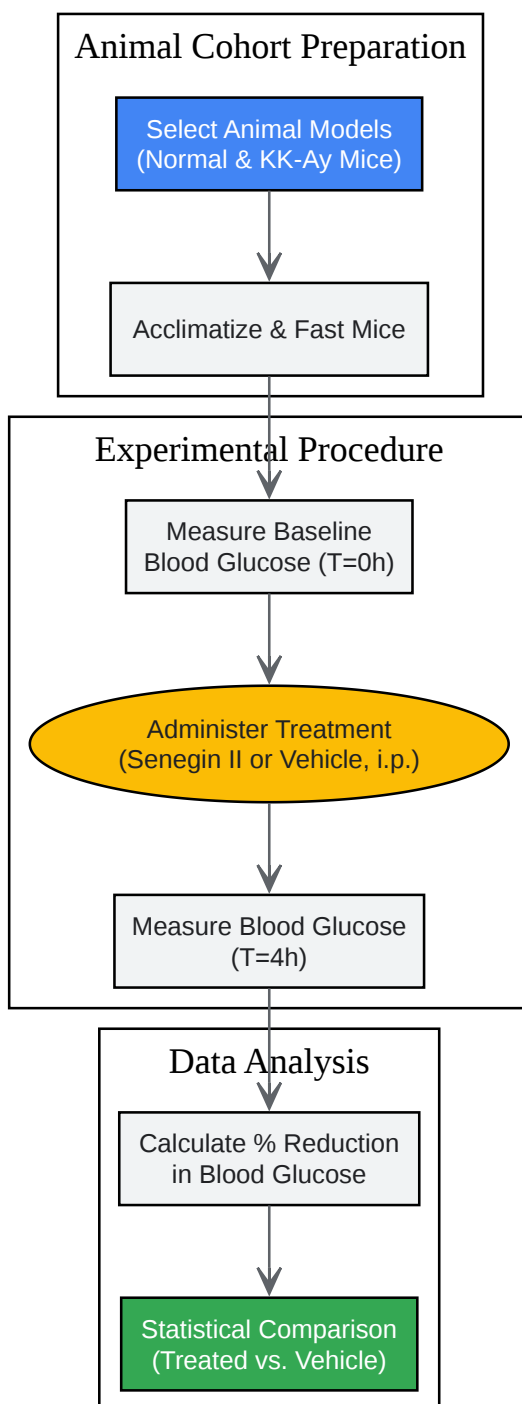 Animal Cohort Preparation
Select Animal Models
(Normal & KK-Ay Mice)
Acclimatize & Fast Mice
Experimental Procedure
Measure Baseline
Blood Glucose (T=0h)
Administer Treatment
(Senegin II or Vehicle, i.p.)
Measure Blood Glucose
(T=4h)
Data Analysis
Calculate % Reduction
in Blood Glucose
Statistical Comparison
(Treated vs. Vehicle)